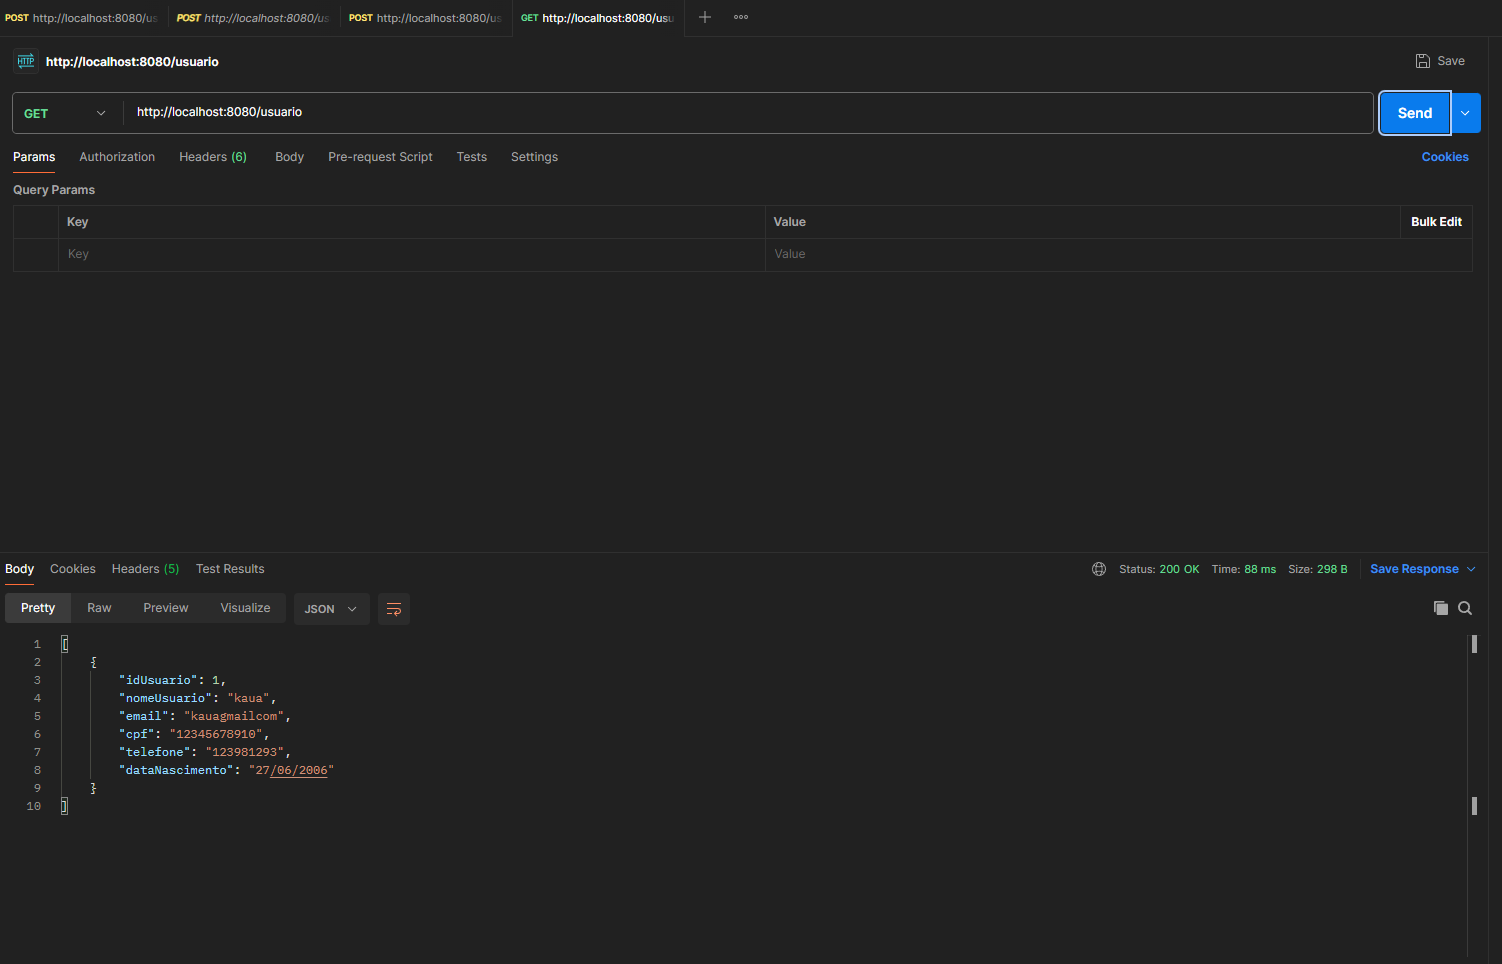 POST http://localhost:8080/us POST http://localhost:8080/us POST http://localhost:8080/us GET http://localhost:8080/usu
HTTP http://localhost:8080/usuario Save
GET http://localhost:8080/usuario Send
Params Authorization Headers (6) Body Pre-request Script Tests Settings Cookies
Query Params
Key Value Bulk Edit
Key Value
Body Cookies Headers (5) Test Results Status: 200 OK Time: 88 ms Size: 298 B Save Response
Pretty Raw Preview Visualize JSON
1 [
2 {
3 "idUsuario": 1,
4 "nomeUsuario": "kaua",
5 "email": "kauagmailcom",
6 "cpf": "12345678910",
7 "telefone": "123981293",
8 "dataNascimento": "27/06/2006"
9 }
10 ]